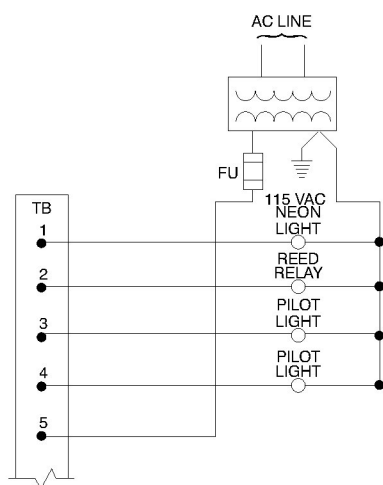 AC LINE
FU
TB
115 VAC
NEON
LIGHT
1
REED
RELAY
2
PILOT
LIGHT
3
PILOT
LIGHT
4
5